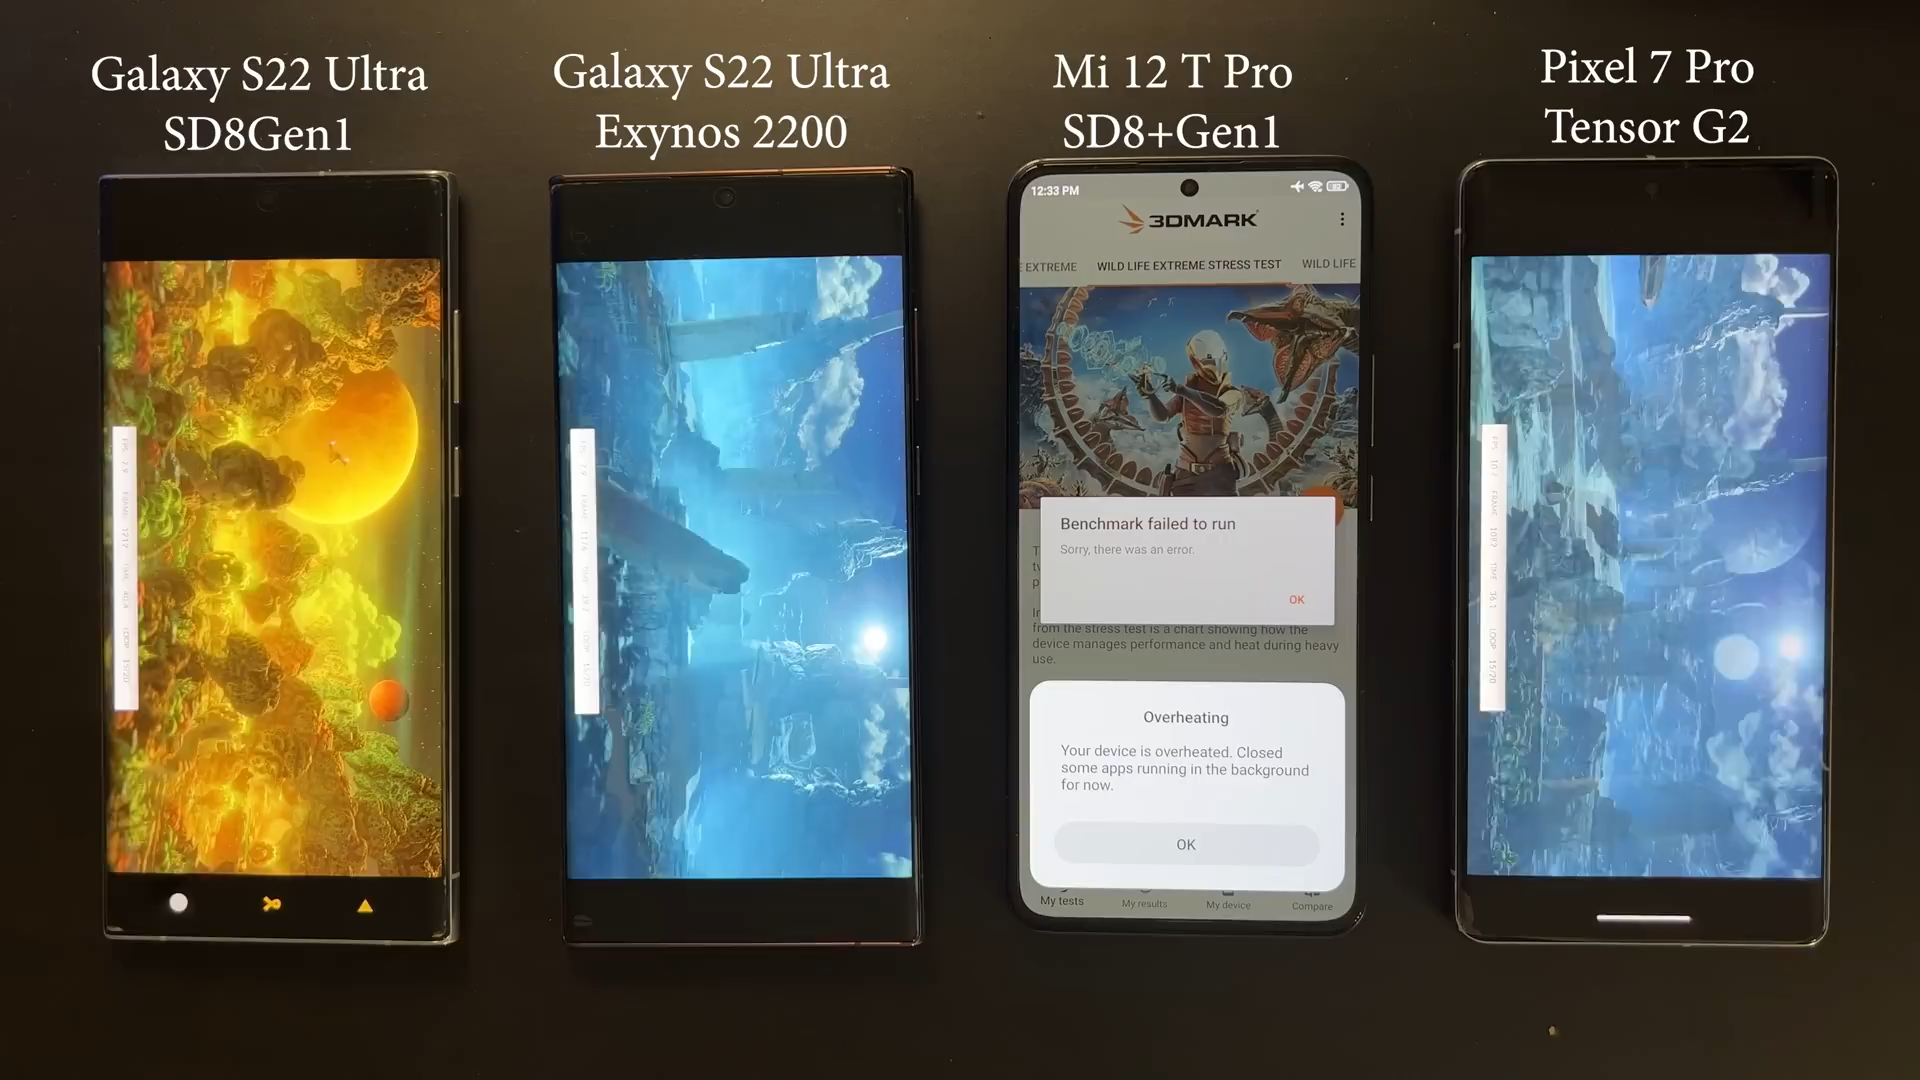 Galaxy S22 Ultra
SD8Gen1
Galaxy S22 Ultra
Exynos 2200
Mi 12 T Pro
SD8+Gen1
Pixel 7 Pro
Tensor G2
12:33 PM
3DMARK
EXTREME
WILD LIFE EXTREME STRESS TEST
WILD LIFE
Benchmark failed to run
Sorry, there was an error.
OK
from the stress test is a chart showing how the
device manages performance and heat during heavy
use.
Overheating
Your device is overheated. Closed
some apps running in the background
for now.
OK
My tests
My results
My device
Compare
LOOP 15/20